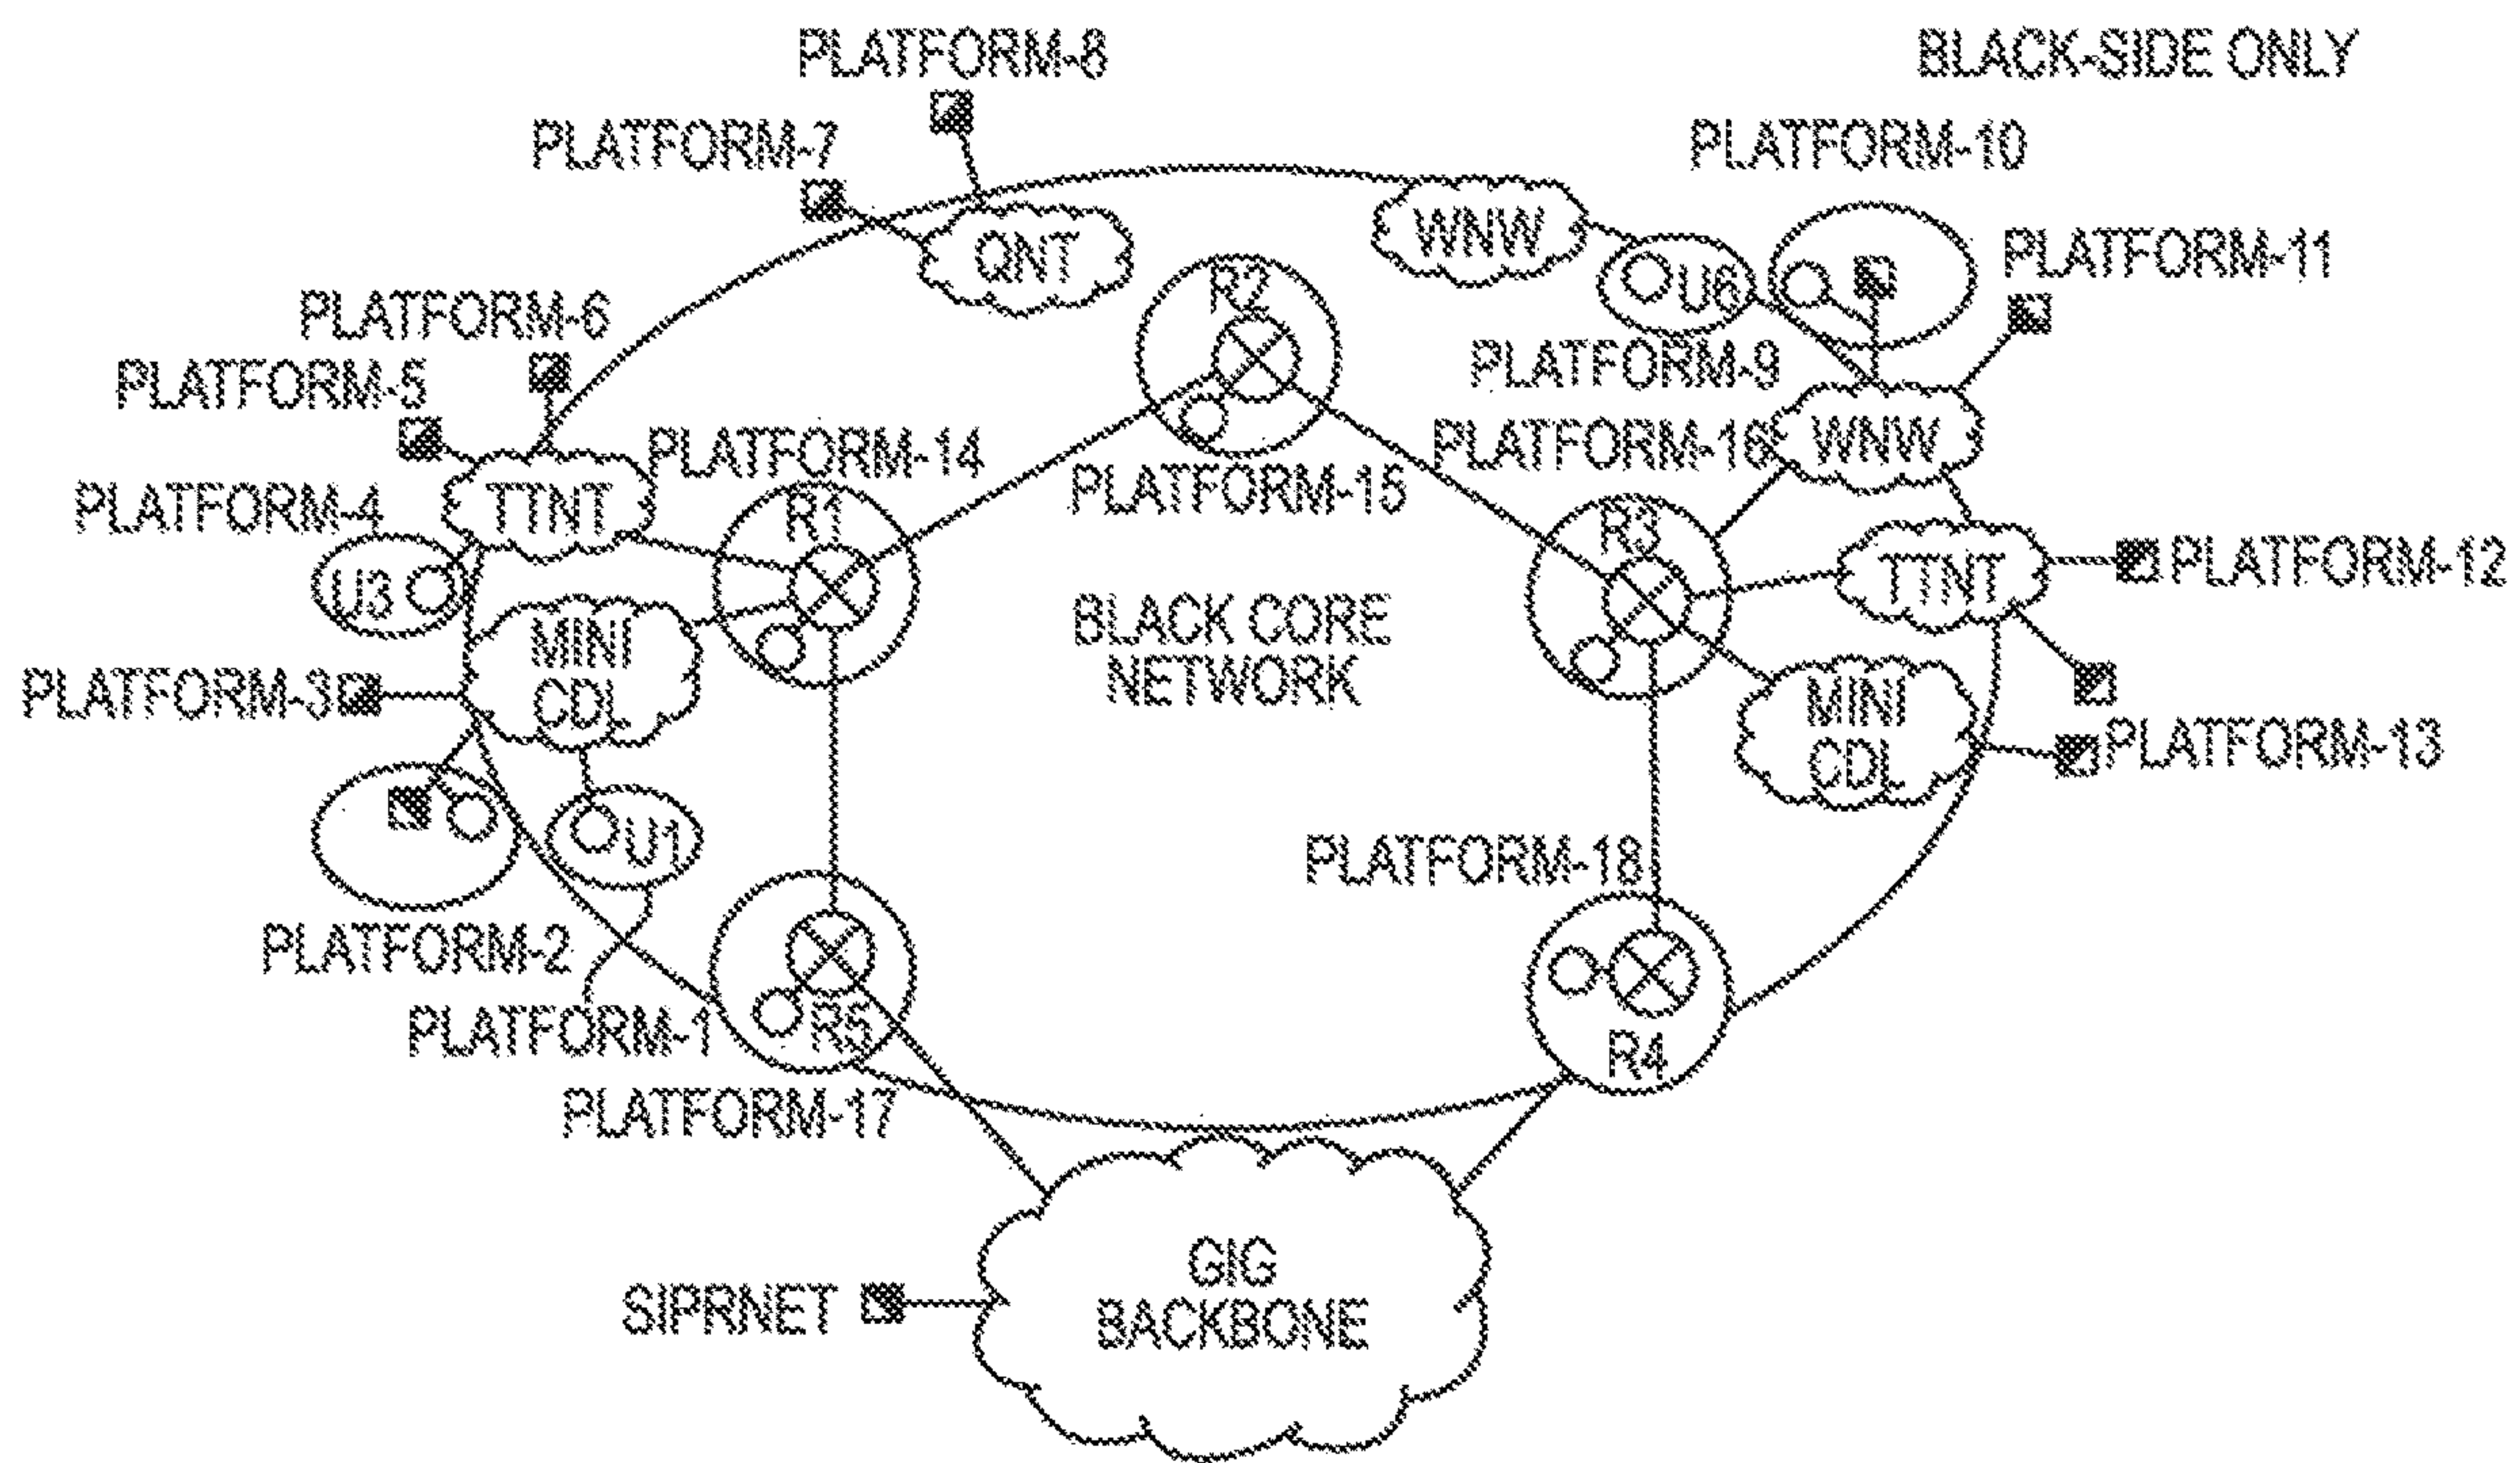 PLATFORM-8
BLACK-SIDE ONLY
PLATFORM-7
PLATFORM-10
WNW
QNT
PLATFORM-11
R2
U6
PLATFORM-6
PLATFORM-9
PLATFORM-5
PLATFORM-14
PLATFORM-16
WNW
PLATFORM-4
TTNT
PLATFORM-15
R1
R3
PLATFORM-12
TTNT
U3
BLACK CORE
NETWORK
MINI
CDL
PLATFORM-3
MINI
CDL
PLATFORM-13
U1
PLATFORM-18
PLATFORM-2
PLATFORM-1
R5
R4
PLATFORM-17
GIG
BACKBONE
SIPRNET